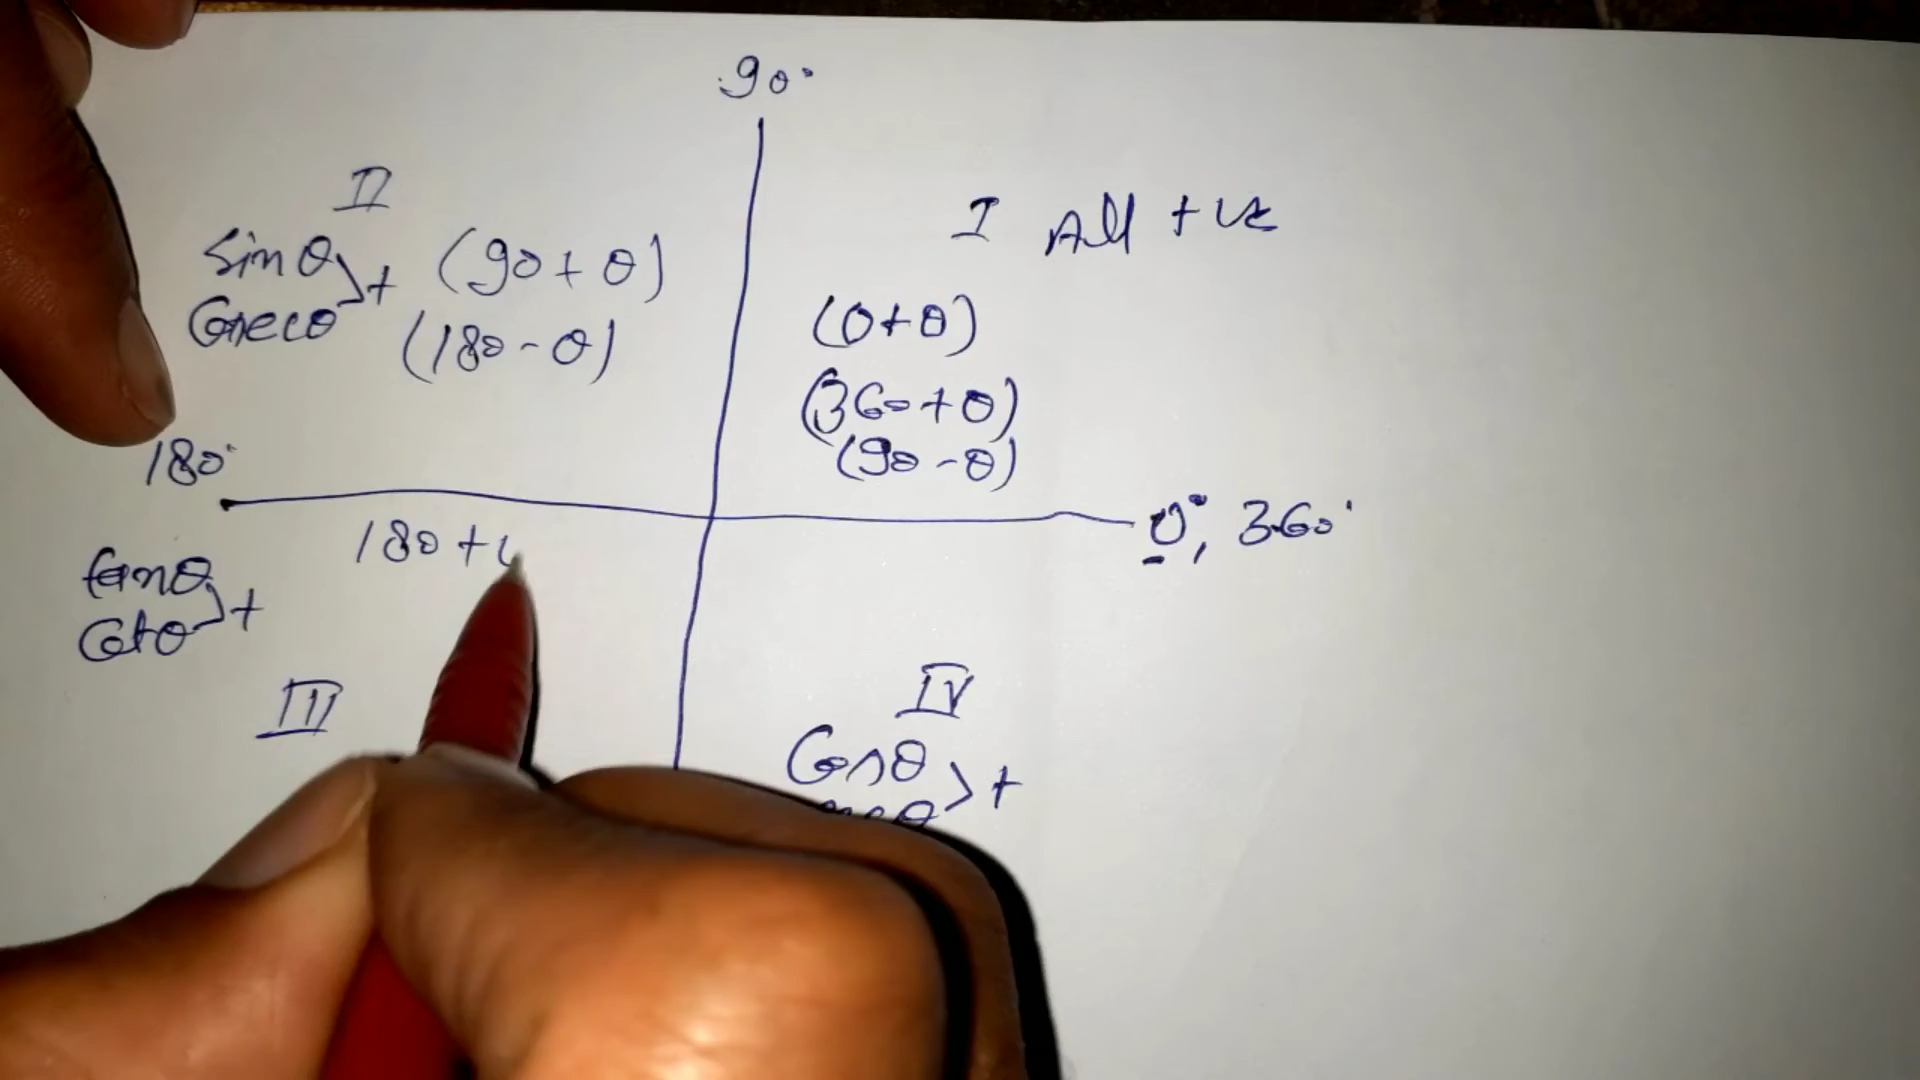 90°
II
I All +ve
sinθ
cosecθ
+
(90+θ)
(180-θ)
(0+θ)
(360+θ)
(90-θ)
180°
0°, 360°
180+
tanθ
cotθ
+
III
IV
cosθ
+